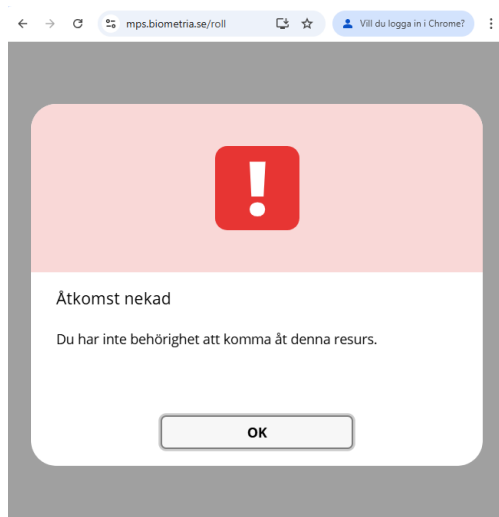 mps.biometria.se/roll
Vill du logga in i Chrome?
!
Åtkomst nekad
Du har inte behörighet att komma åt denna resurs.
OK